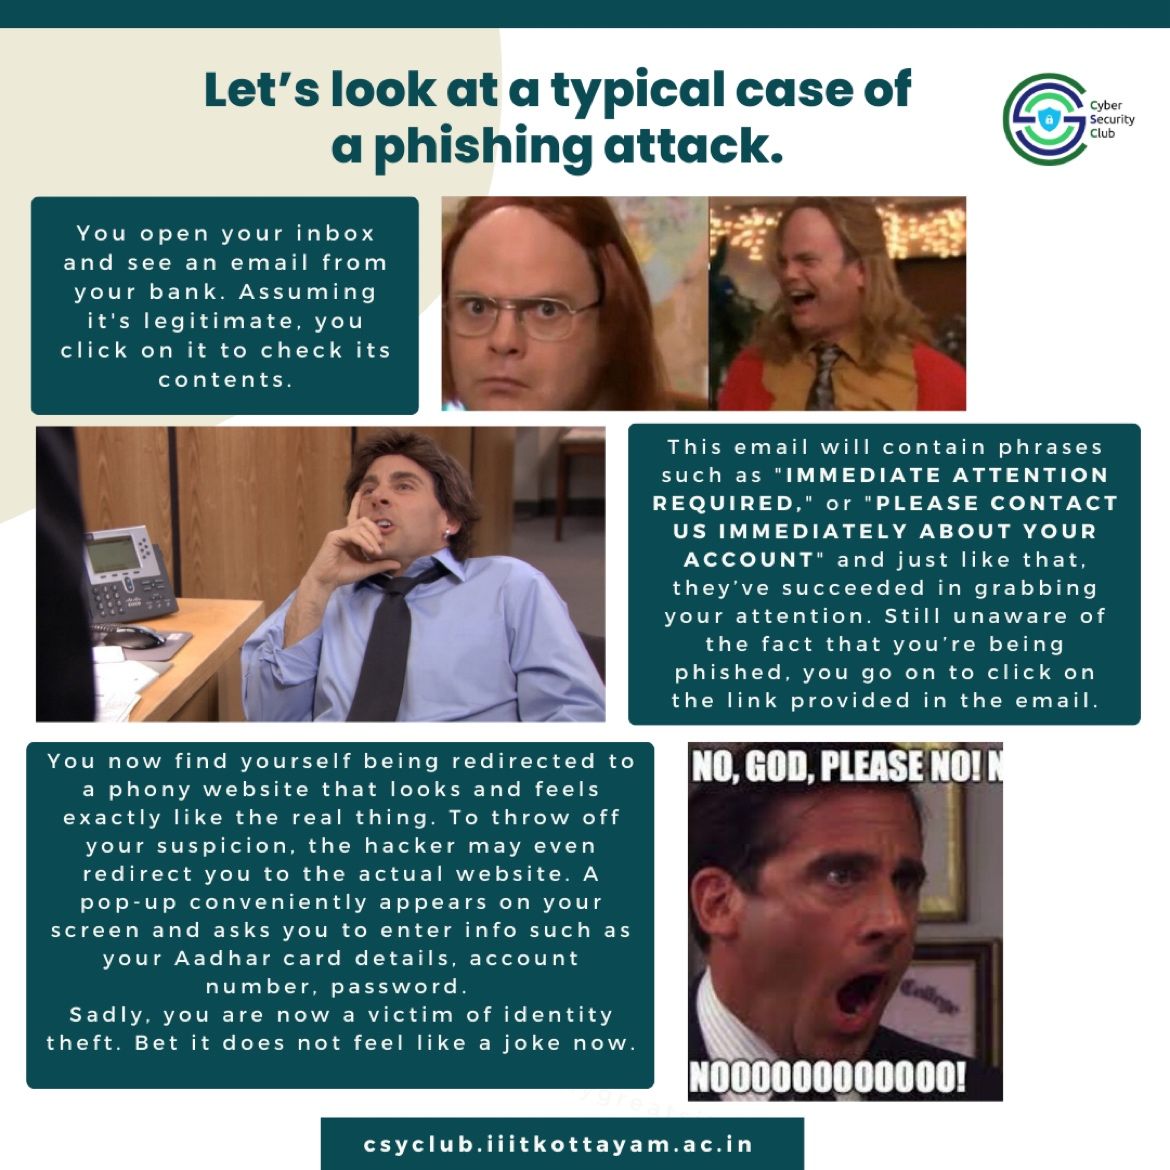 Let’s look at a typical case of
a phishing attack.
Cyber
Security
Club
You open your inbox
and see an email from
your bank. Assuming
it's legitimate, you
click on it to check its
contents.
This email will contain phrases
such as "IMMEDIATE ATTENTION
REQUIRED," or "PLEASE CONTACT
US IMMEDIATELY ABOUT YOUR
ACCOUNT" and just like that,
they’ve succeeded in grabbing
your attention. Still unaware of
the fact that you’re being
phished, you go on to click on
the link provided in the email.
You now find yourself being redirected to
a phony website that looks and feels
exactly like the real thing. To throw off
your suspicion, the hacker may even
redirect you to the actual website. A
pop-up conveniently appears on your
screen and asks you to enter info such as
your Aadhar card details, account
number, password.
Sadly, you are now a victim of identity
theft. Bet it does not feel like a joke now.
NO, GOD, PLEASE NO! N
College
NOOOOOOOOOOOO!
csyclub.iiitkottayam.ac.in